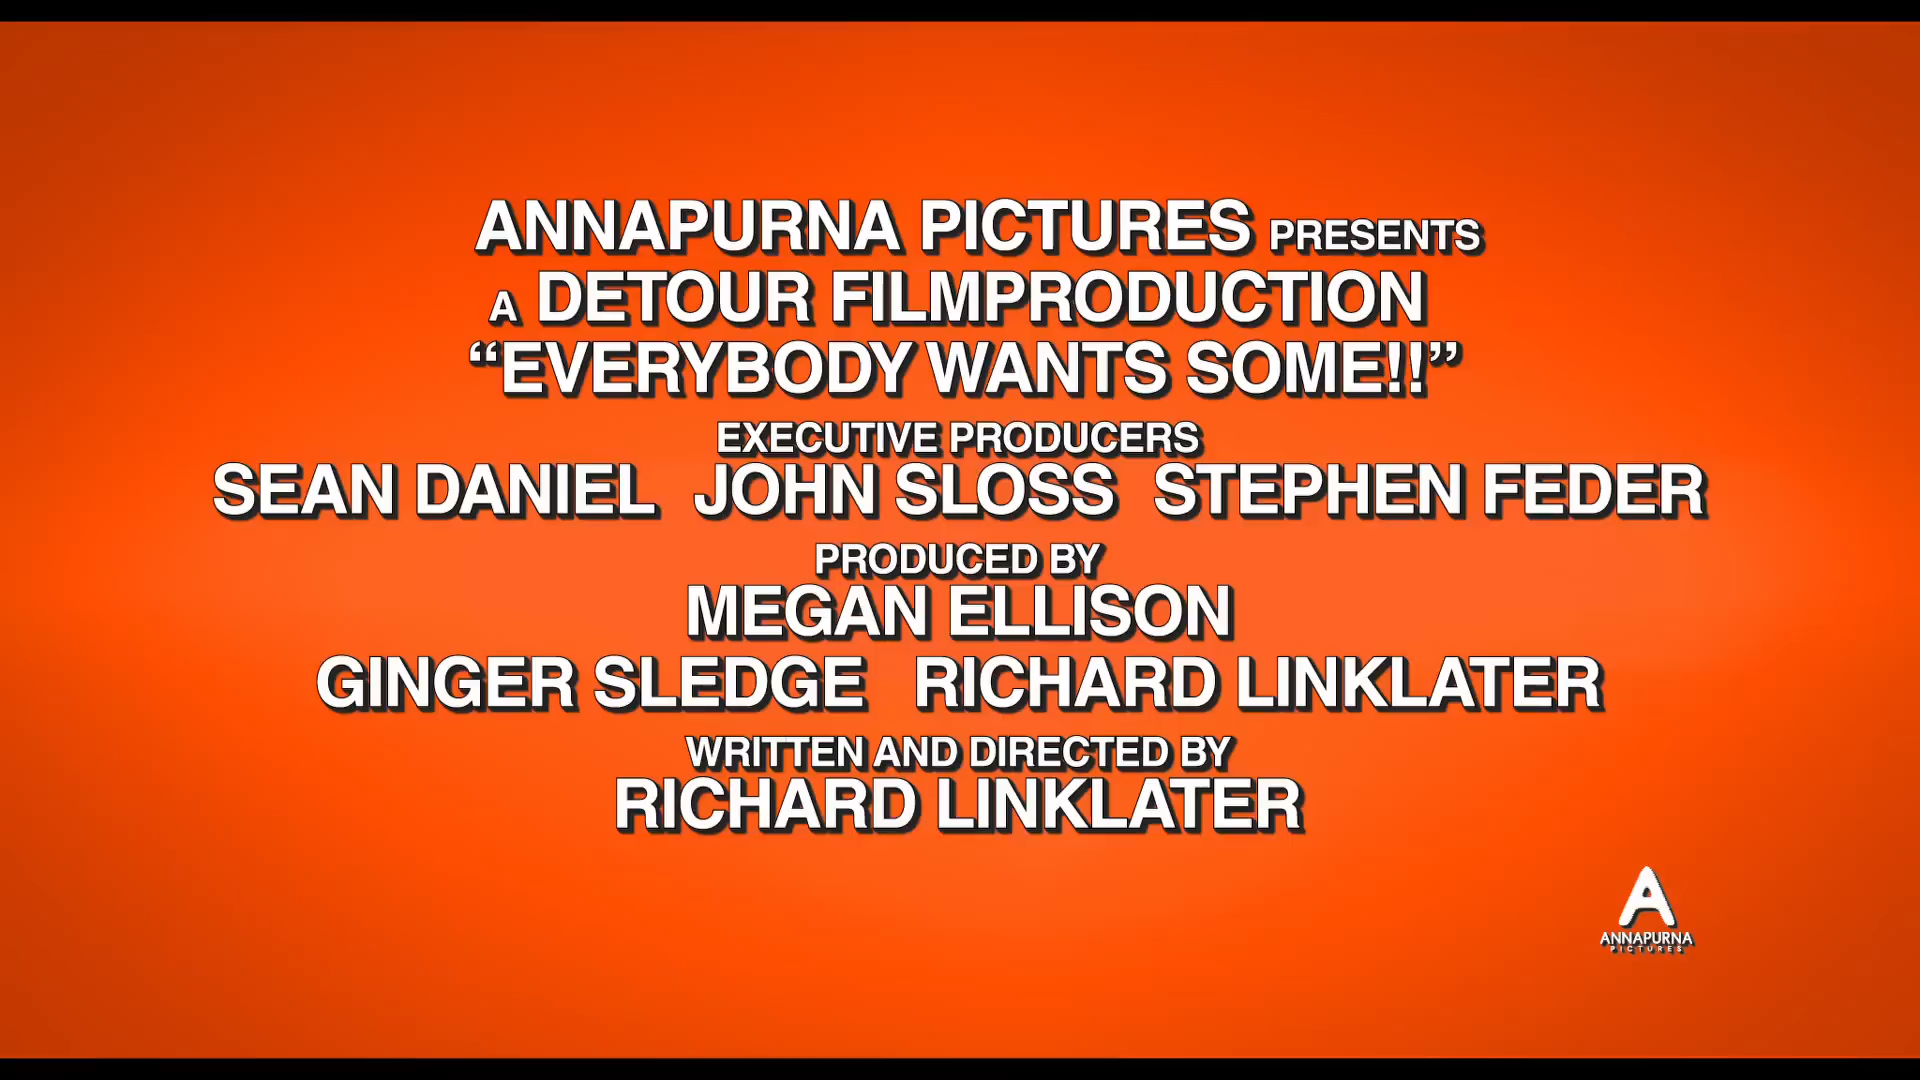 ANNAPURNA PICTURES PRESENTS
A DETOUR FILMPRODUCTION
“EVERYBODY WANTS SOME!!”
EXECUTIVE PRODUCERS
SEAN DANIEL JOHN SLOSS STEPHEN FEDER
PRODUCED BY
MEGAN ELLISON
GINGER SLEDGE RICHARD LINKLATER
WRITTEN AND DIRECTED BY
RICHARD LINKLATER
A
ANNAPURNA
PICTURES